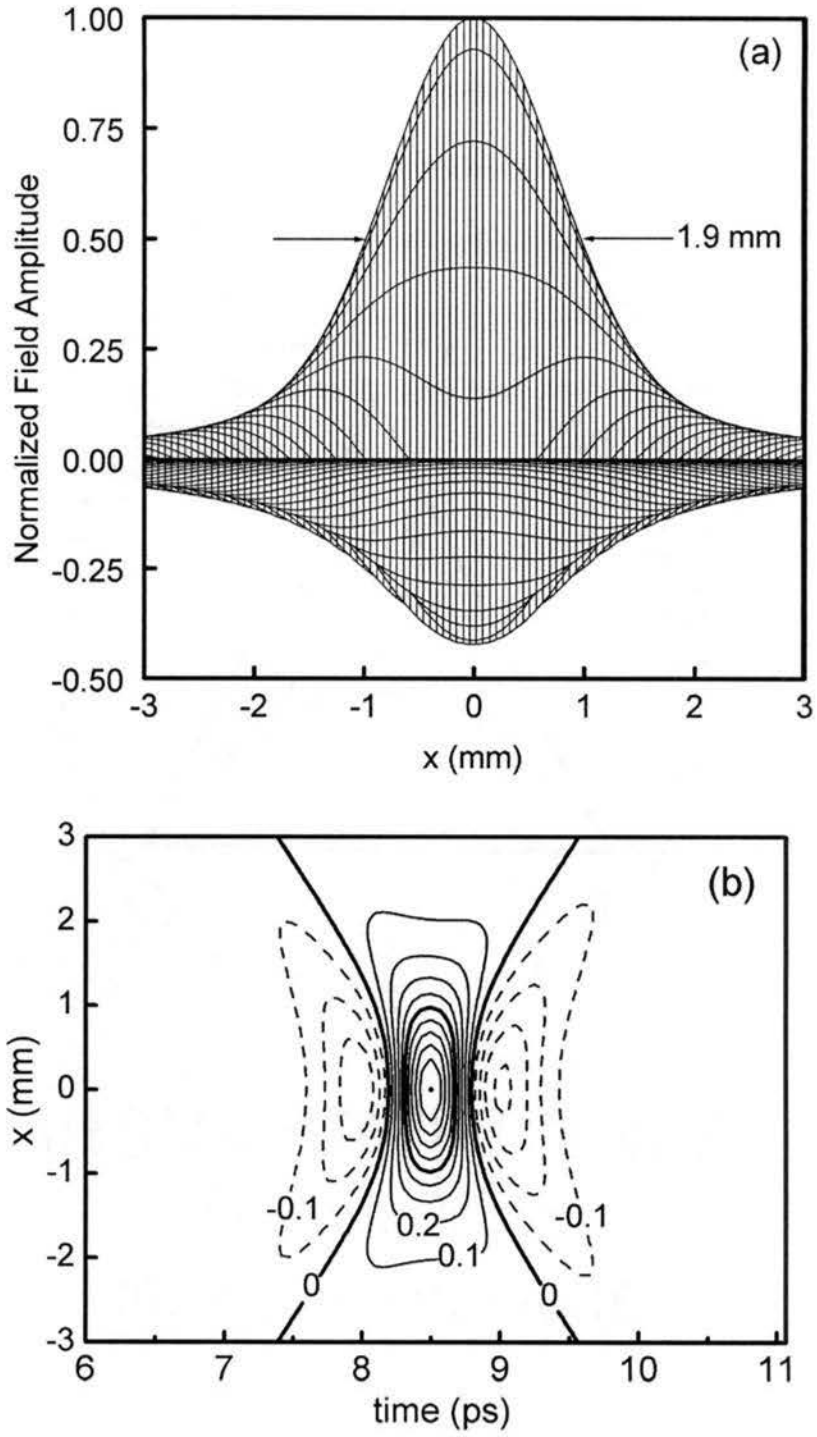 (a)
1.00
0.75
0.50
0.25
0.00
-0.25
-0.50
Normalized Field Amplitude
1.9 mm
-3 -2 -1 0 1 2 3
x (mm)
(b)
3
2
1
0
-1
-2
-3
x (mm)
-0.1
0.2
0.1
-0.1
0
0
6 7 8 9 10 11
time (ps)